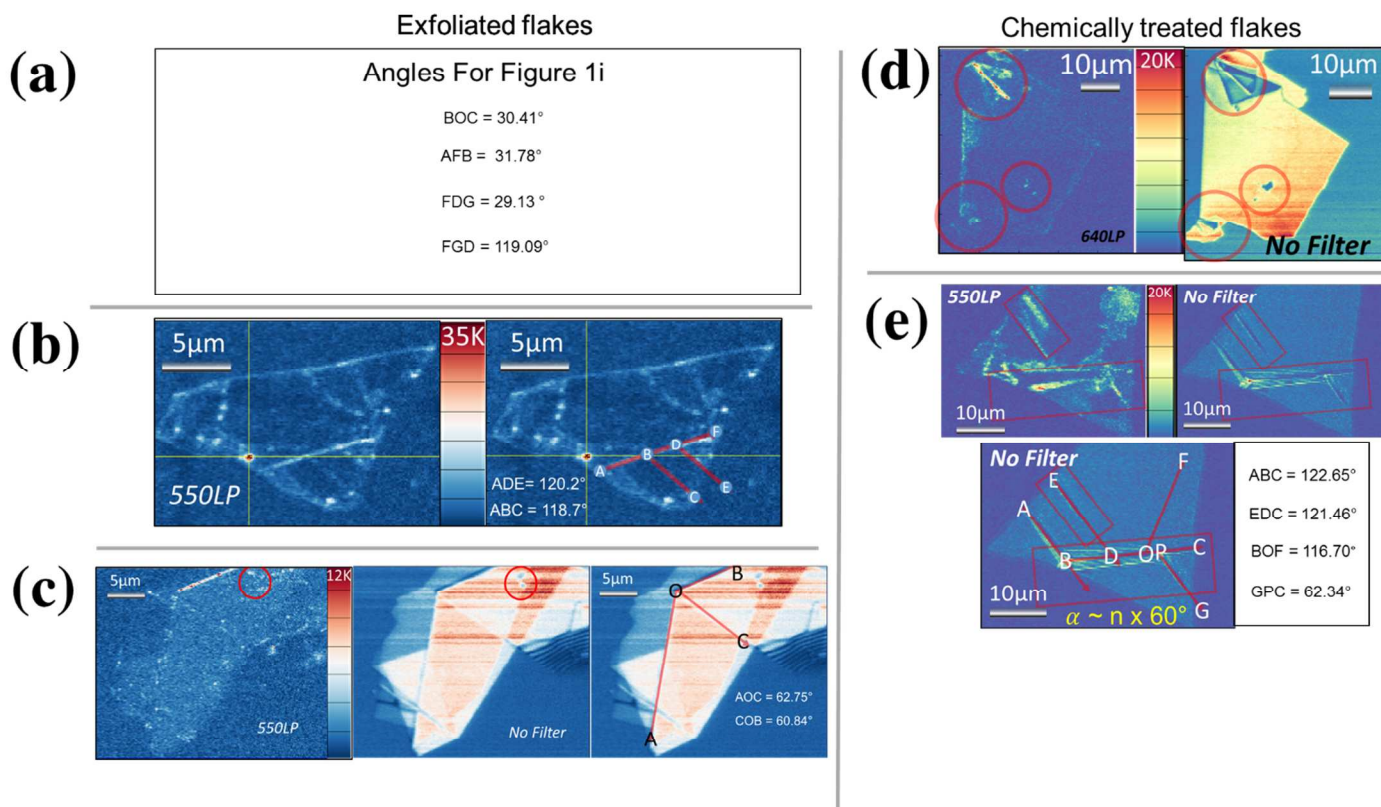 Exfoliated flakes
(a)
Angles For Figure 1i
BOC = 30.41°
AFB = 31.78°
FDG = 29.13 °
FGD = 119.09°
(b)
5µm
550LP
35K
5µm
A
B
D
F
C
E
ADE= 120.2°
ABC = 118.7°
(c)
5µm
550LP
12K
5µm
No Filter
5µm
B
O
C
A
AOC = 62.75°
COB = 60.84°
Chemically treated flakes
(d)
10µm
640LP
20K
10µm
No Filter
(e)
550LP
10µm
20K
No Filter
10µm
No Filter
F
E
A
B
D
O
P
C
G
10µm
α ~ n x 60°
ABC = 122.65°
EDC = 121.46°
BOF = 116.70°
GPC = 62.34°